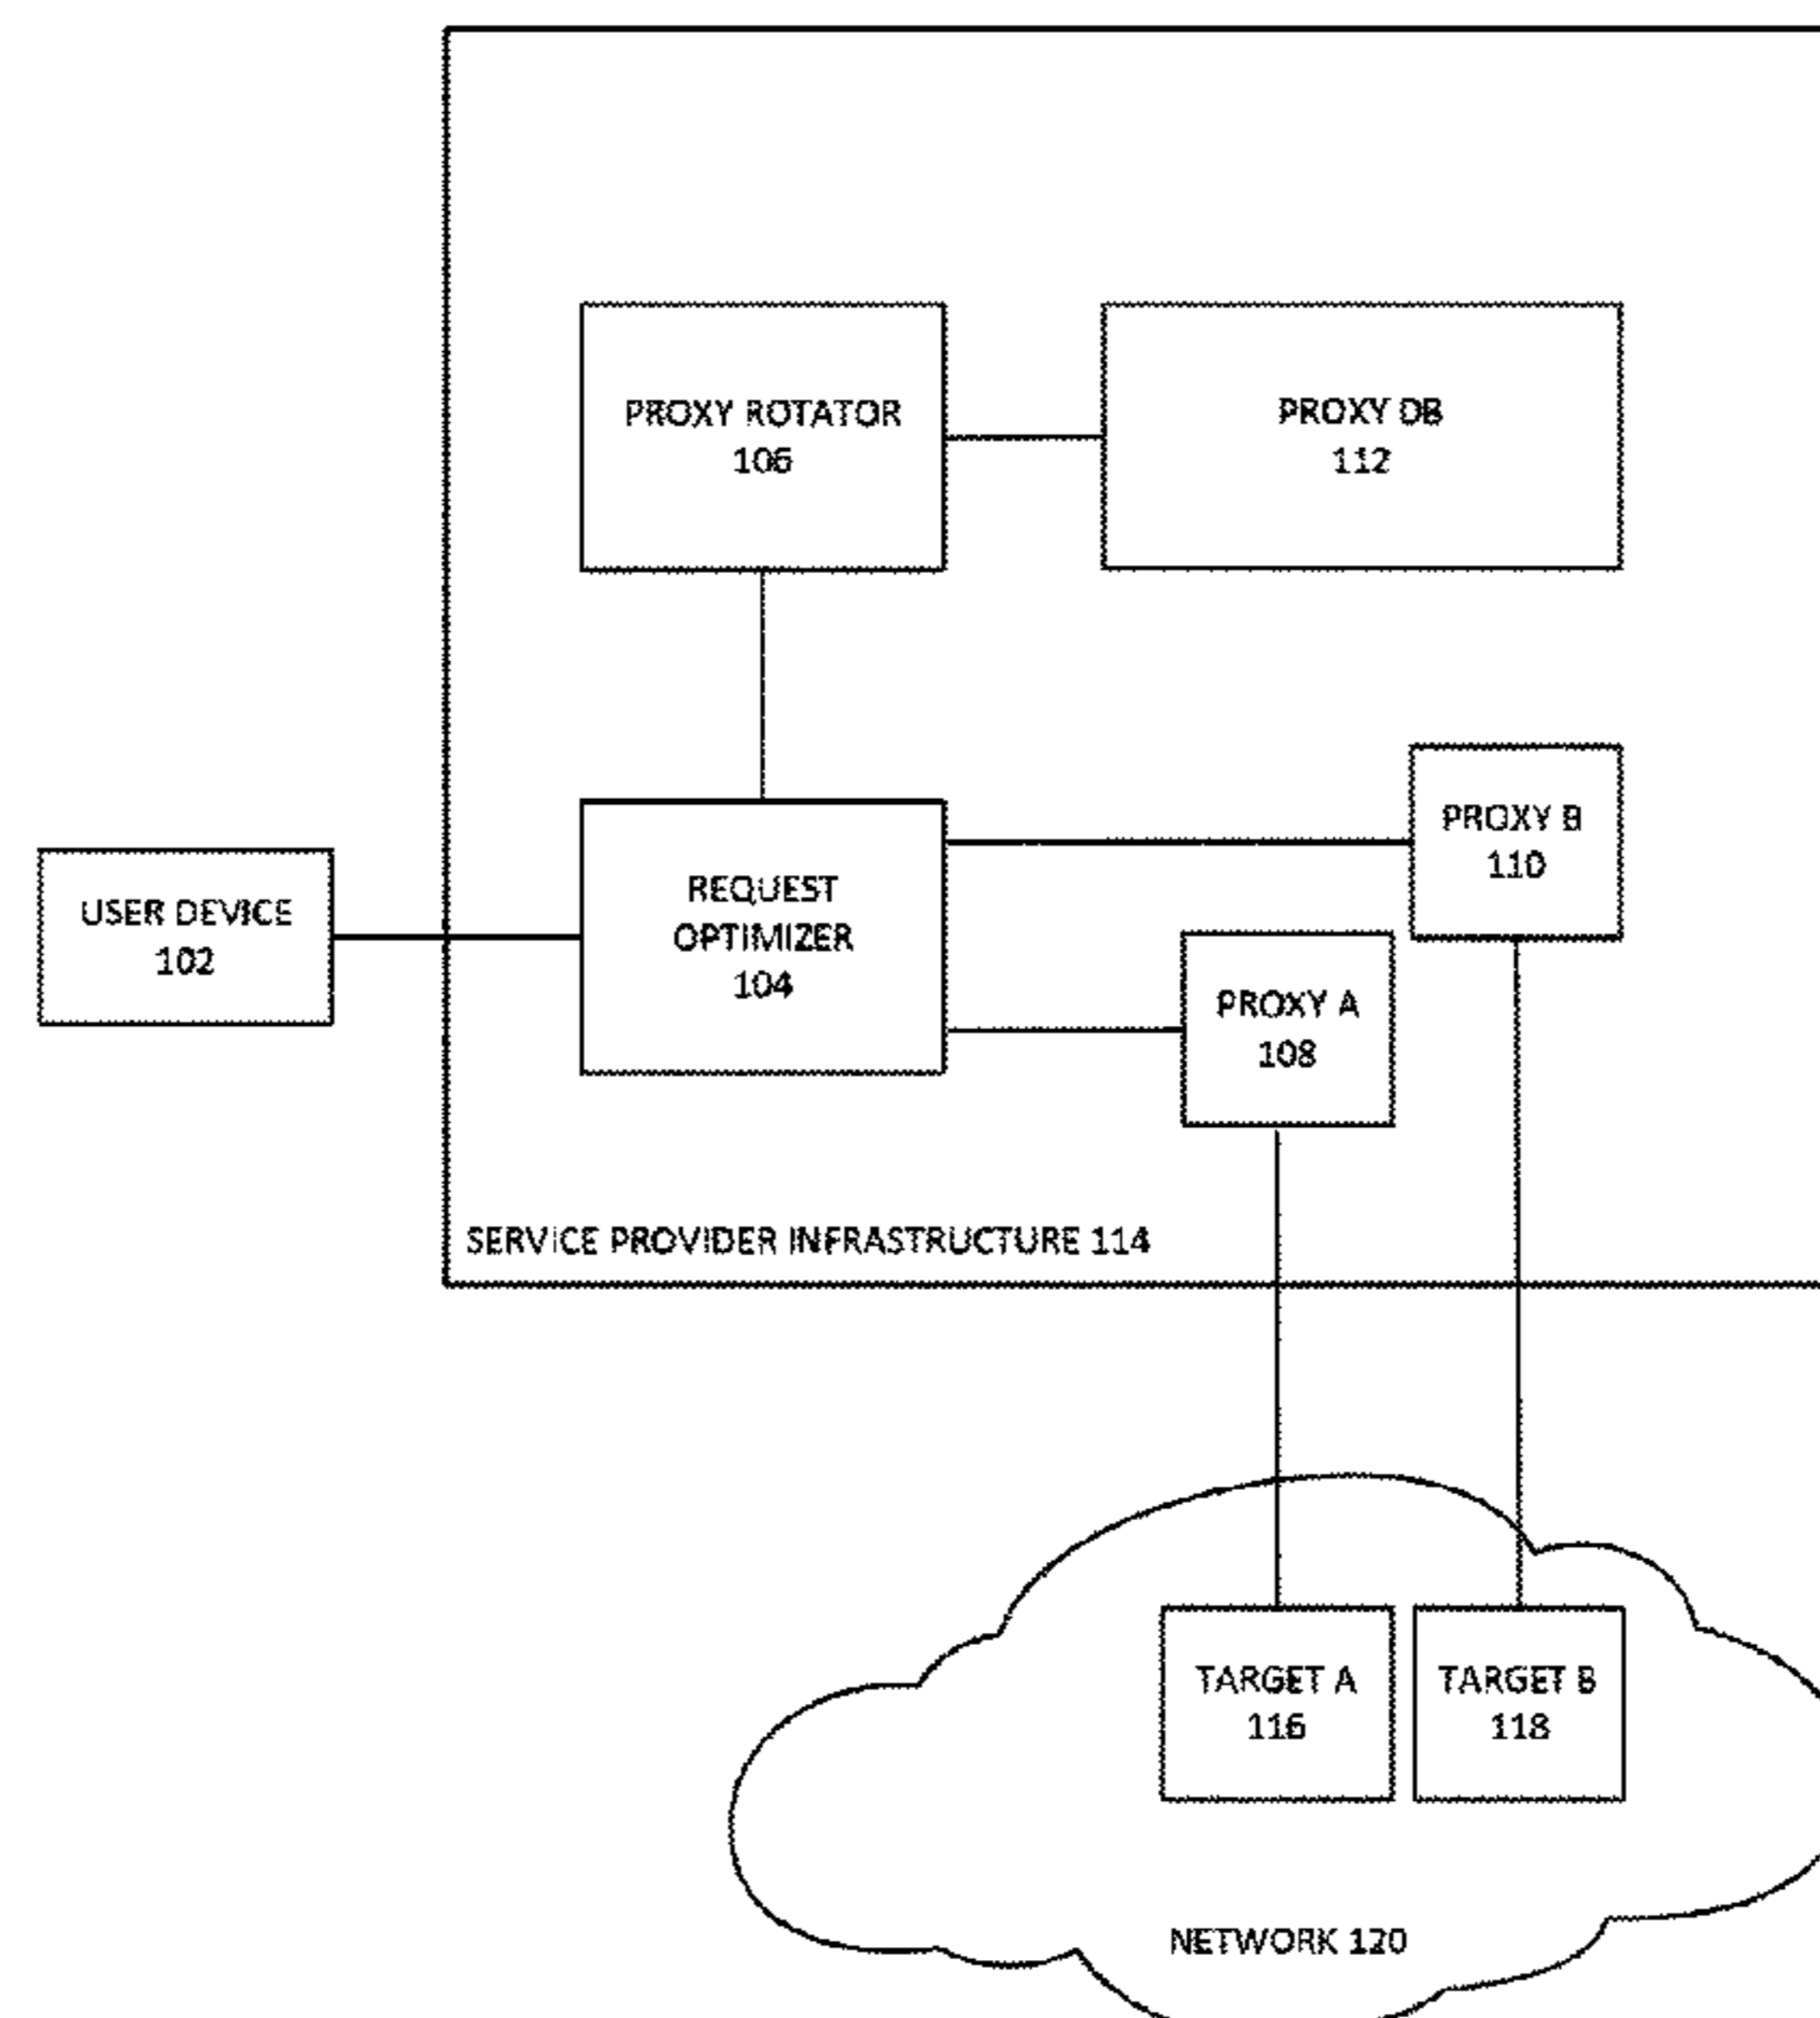 PROXY ROTATOR
106
PROXY DB
112
PROXY B
110
USER DEVICE
102
REQUEST
OPTIMIZER
104
PROXY A
108
SERVICE PROVIDER INFRASTRUCTURE 114
TARGET A
116
TARGET B
118
NETWORK 120